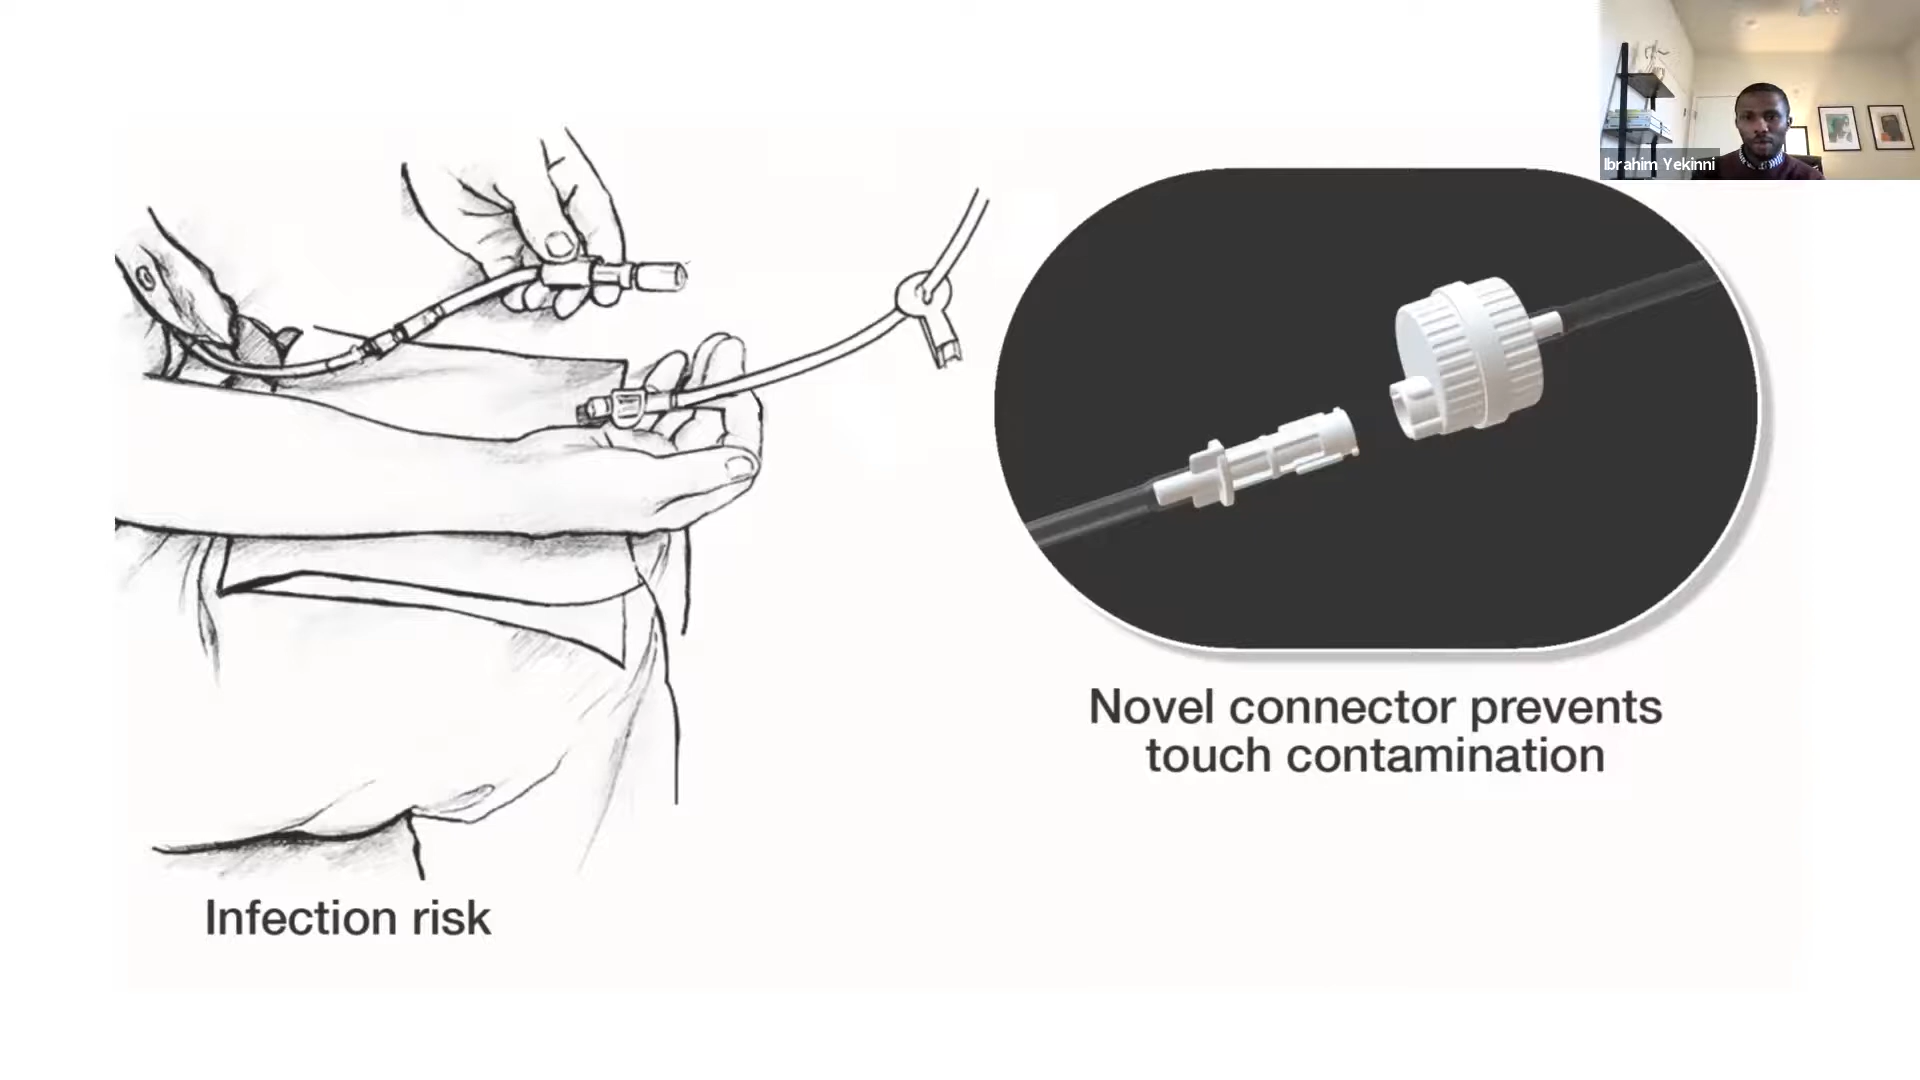 Ibrahim Yekinni
Novel connector prevents
touch contamination
Infection risk